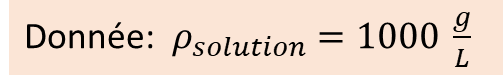 Donnée: ρ_solution = 1000 g/L